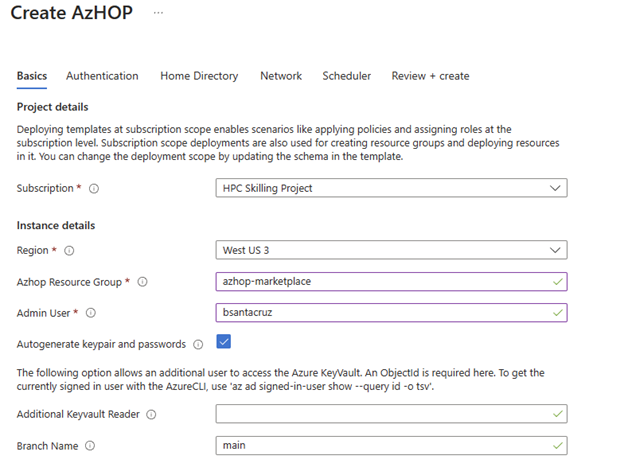 Create AzHOP ...
Basics Authentication Home Directory Network Scheduler Review + create
Project details
Deploying templates at subscription scope enables scenarios like applying policies and assigning roles at the
subscription level. Subscription scope deployments are also used for creating resource groups and deploying resources
in it. You can change the deployment scope by updating the schema in the template.
Subscription * HPC Skilling Project
Instance details
Region * West US 3
Azhop Resource Group * azhop-marketplace
Admin User * bsantacruz
Autogenerate keypair and passwords
The following option allows an additional user to access the Azure KeyVault. An ObjectId is required here. To get the
currently signed in user with the AzureCLI, use 'az ad signed-in-user show --query id -o tsv'.
Additional Keyvault Reader
Branch Name main